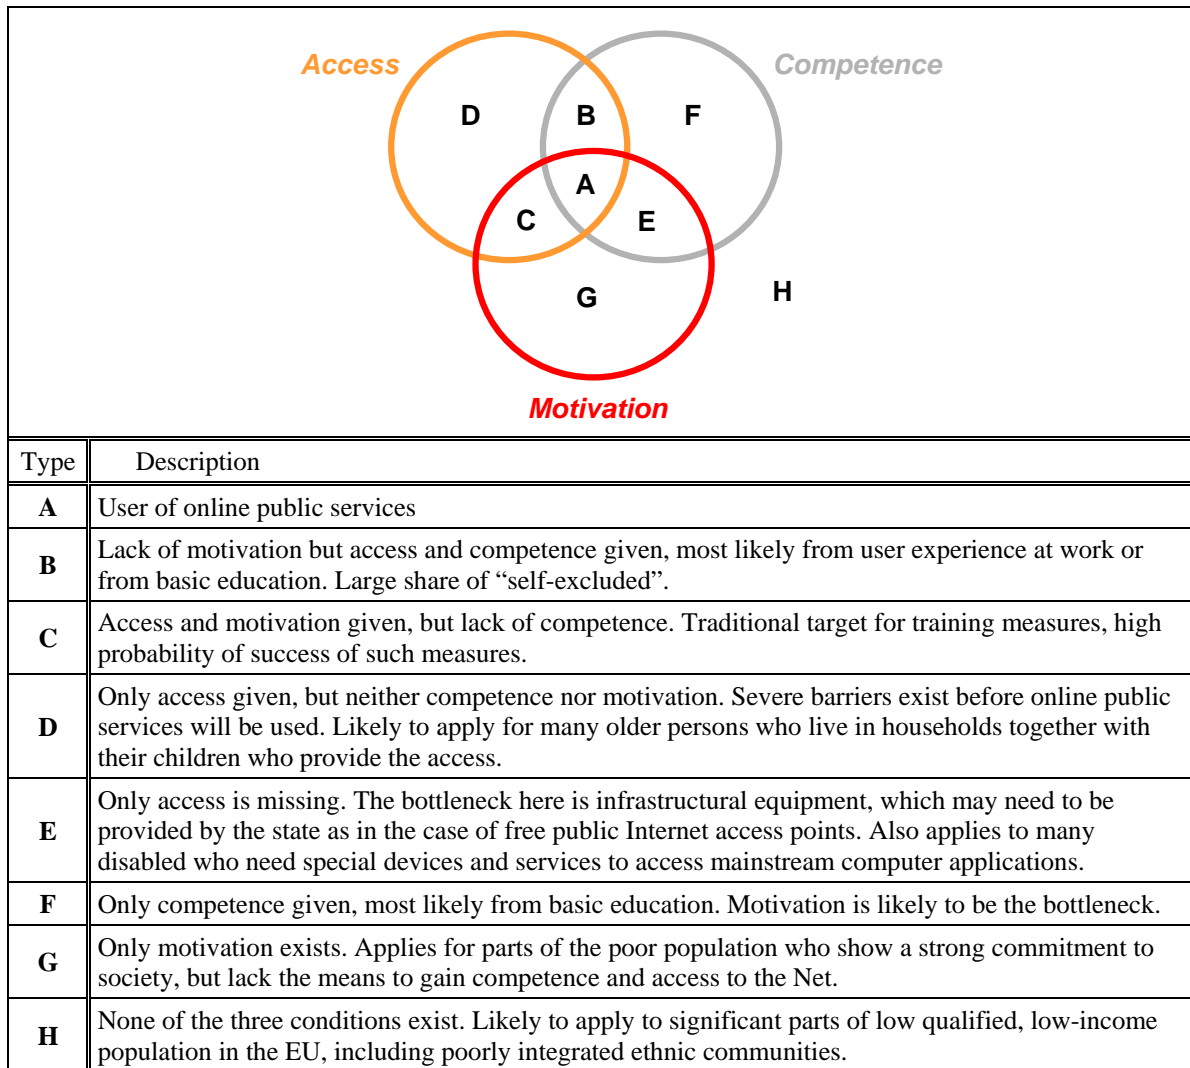 Access
Competence
D
B
F
A
C
E
G
H
Motivation
Type Description
A User of online public services
B Lack of motivation but access and competence given, most likely from user experience at work or
from basic education. Large share of “self-excluded”.
C Access and motivation given, but lack of competence. Traditional target for training measures, high
probability of success of such measures.
D Only access given, but neither competence nor motivation. Severe barriers exist before online public
services will be used. Likely to apply for many older persons who live in households together with
their children who provide the access.
E Only access is missing. The bottleneck here is infrastructural equipment, which may need to be
provided by the state as in the case of free public Internet access points. Also applies to many
disabled who need special devices and services to access mainstream computer applications.
F Only competence given, most likely from basic education. Motivation is likely to be the bottleneck.
G Only motivation exists. Applies for parts of the poor population who show a strong commitment to
society, but lack the means to gain competence and access to the Net.
H None of the three conditions exist. Likely to apply to significant parts of low qualified, low-income
population in the EU, including poorly integrated ethnic communities.